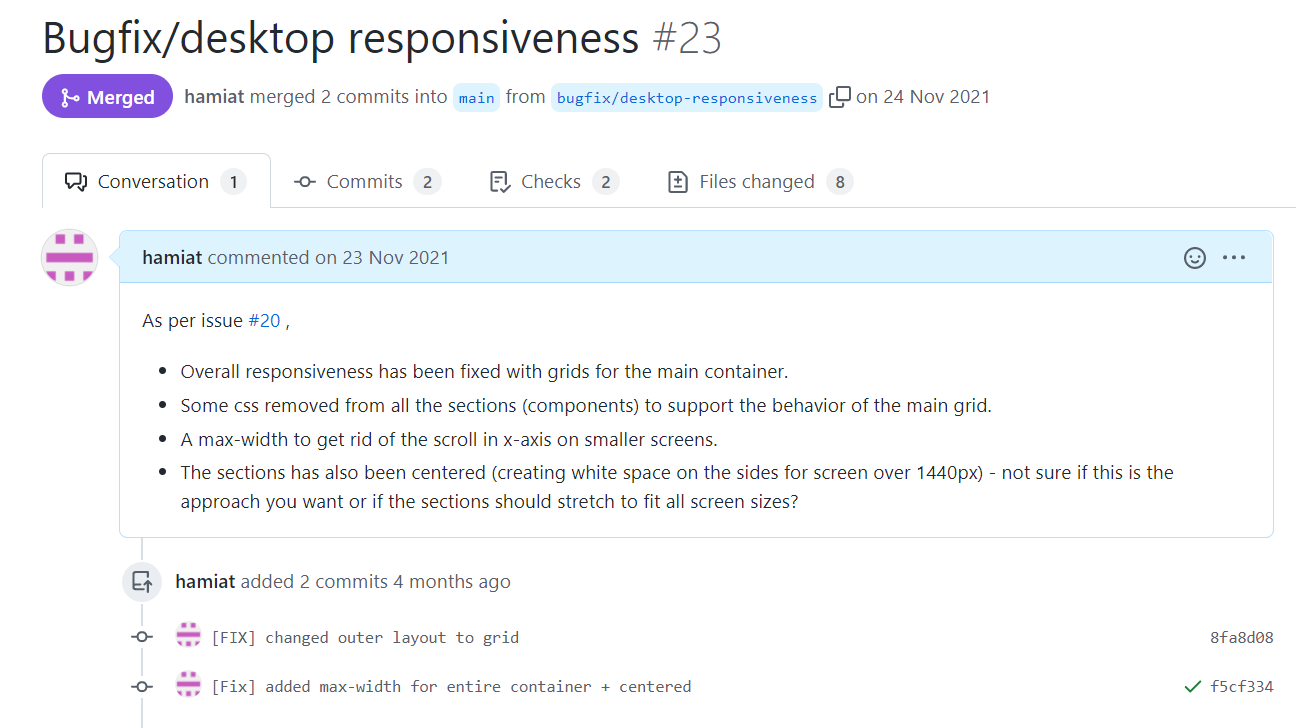 Bugfix/desktop responsiveness #23
Merged hamiat merged 2 commits into main from bugfix/desktop-responsiveness on 24 Nov 2021
Conversation 1 Commits 2 Checks 2 Files changed 8
hamiat commented on 23 Nov 2021
As per issue #20 ,
Overall responsiveness has been fixed with grids for the main container.
Some css removed from all the sections (components) to support the behavior of the main grid.
A max-width to get rid of the scroll in x-axis on smaller screens.
The sections has also been centered (creating white space on the sides for screen over 1440px) - not sure if this is the
approach you want or if the sections should stretch to fit all screen sizes?
hamiat added 2 commits 4 months ago
[FIX] changed outer layout to grid 8fa8d08
[Fix] added max-width for entire container + centered f5cf334